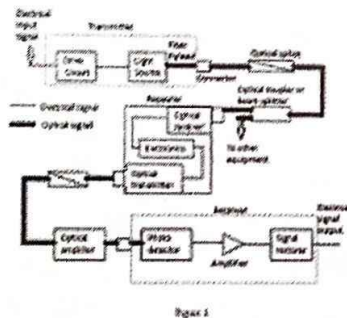 Electrical
input
signal
Transmitter
Drive
Circuit
Light
Source
Fiber
Pigtail
Connector
Optical splice
Electrical signal
Optical signal
Repeater
Optical
receiver
Electronics
Optical
transmitter
Optical coupler or
beam splitter
To other
equipment
Optical
amplifier
Receiver
Photo
detector
Amplifier
Signal
restorer
Electrical
signal
output
Figure 1